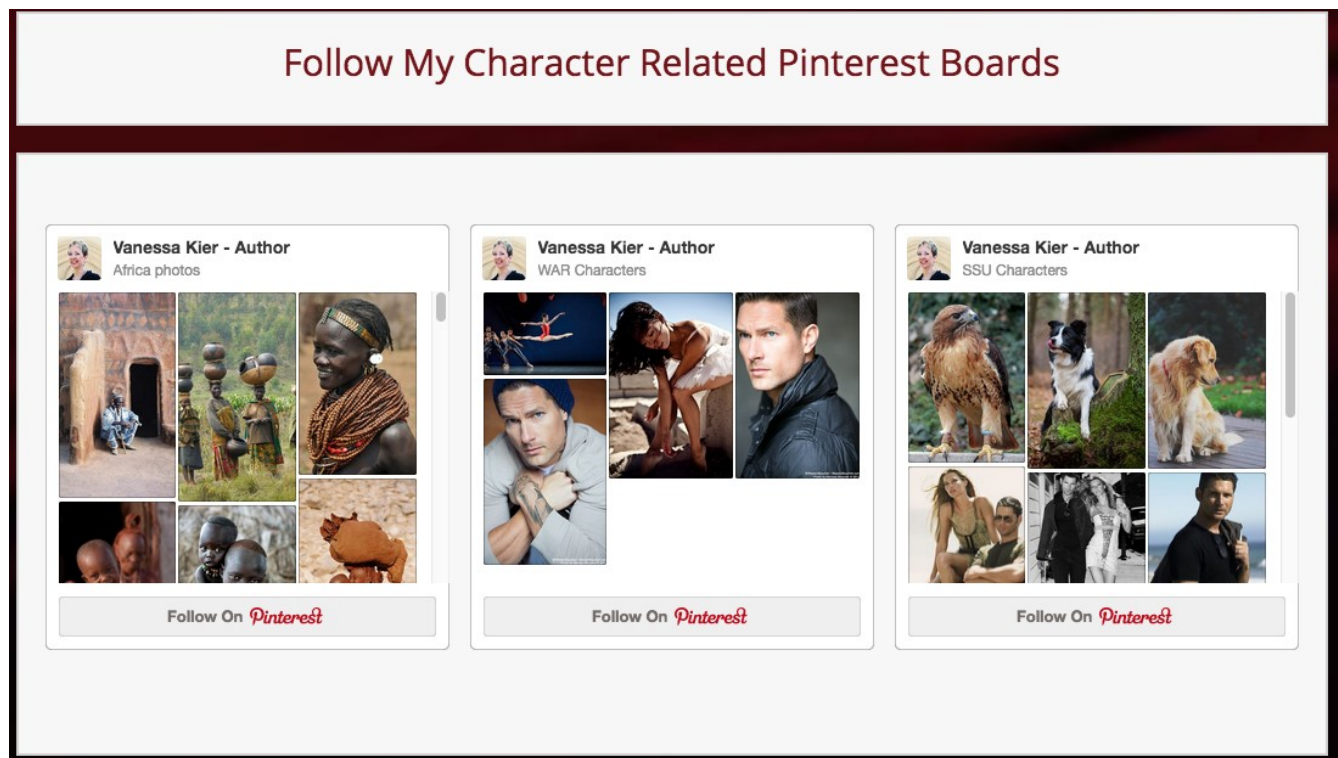 Follow My Character Related Pinterest Boards
Vanessa Kier - Author
Africa photos
Follow On Pinterest
Vanessa Kier - Author
WAR Characters
Follow On Pinterest
Vanessa Kier - Author
SSU Characters
Follow On Pinterest